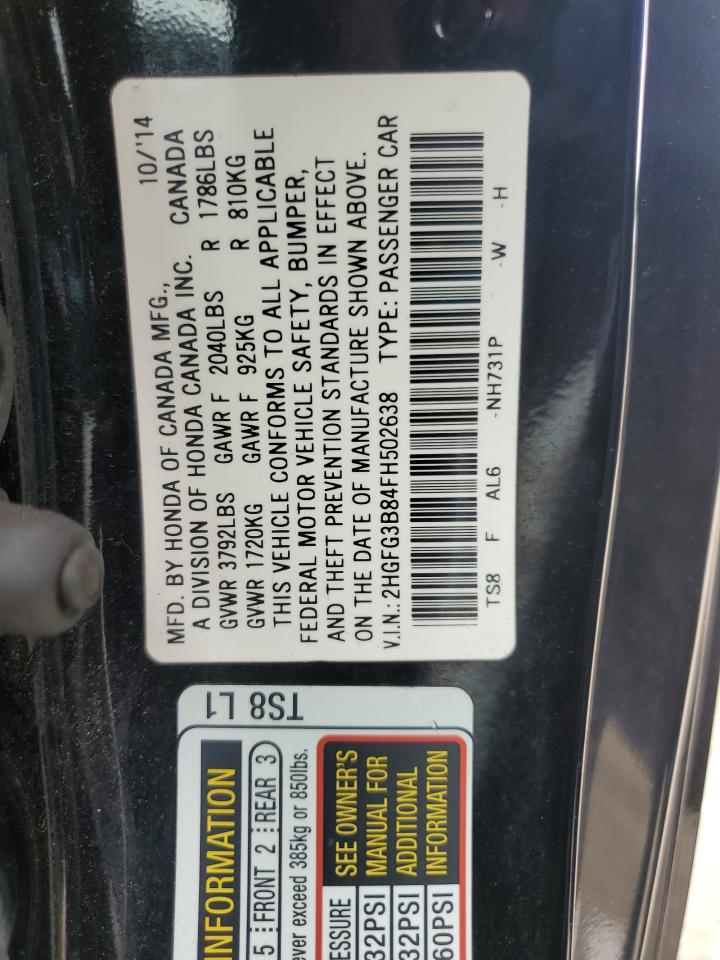 MFD. BY HONDA OF CANADA MFG., 10/'14
A DIVISION OF HONDA CANADA INC. CANADA
GVWR 3792LBS GAWR F 2040LBS R 1786LBS
GVWR 1720KG GAWR F 925KG R 810KG
THIS VEHICLE CONFORMS TO ALL APPLICABLE
FEDERAL MOTOR VEHICLE SAFETY, BUMPER,
AND THEFT PREVENTION STANDARDS IN EFFECT
ON THE DATE OF MANUFACTURE SHOWN ABOVE.
V.I.N.: 2HGFG3B84FH502638 TYPE: PASSENGER CAR
TS8 F AL6 -NH731P -W -H
TS8 L1
INFORMATION
5 FRONT 2 REAR 3
ever exceed 385kg or 850lbs.
ESSURE SEE OWNER'S
32PSI MANUAL FOR
32PSI ADDITIONAL
60PSI INFORMATION